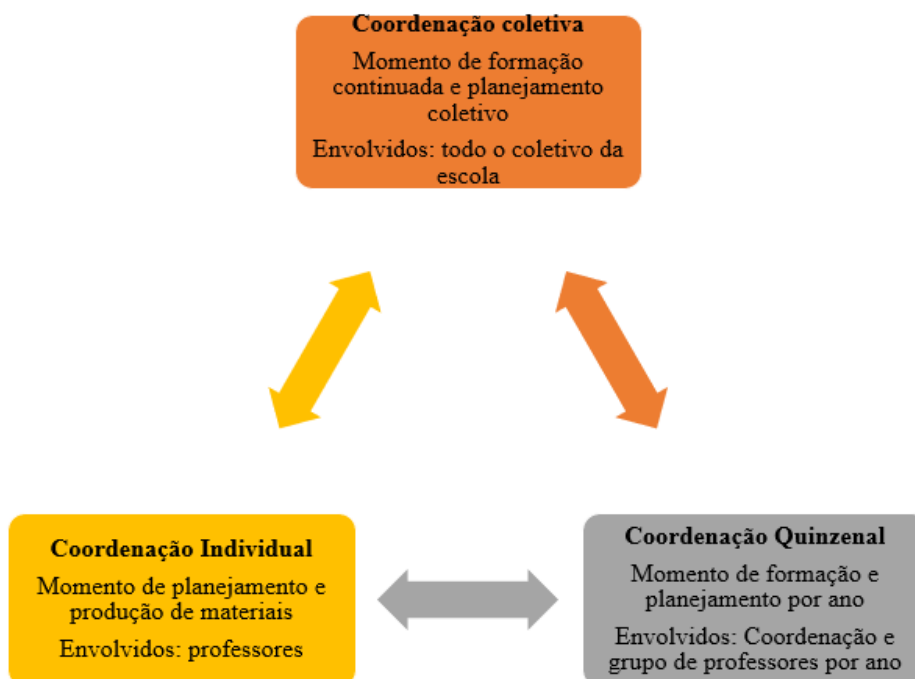 Coordenação coletiva
Momento de formação
continuada e planejamento
coletivo
Envolvidos: todo o coletivo da
escola
Coordenação Individual
Momento de planejamento e
produção de materiais
Envolvidos: professores
Coordenação Quinzenal
Momento de formação e
planejamento por ano
Envolvidos: Coordenação e
grupo de professores por ano